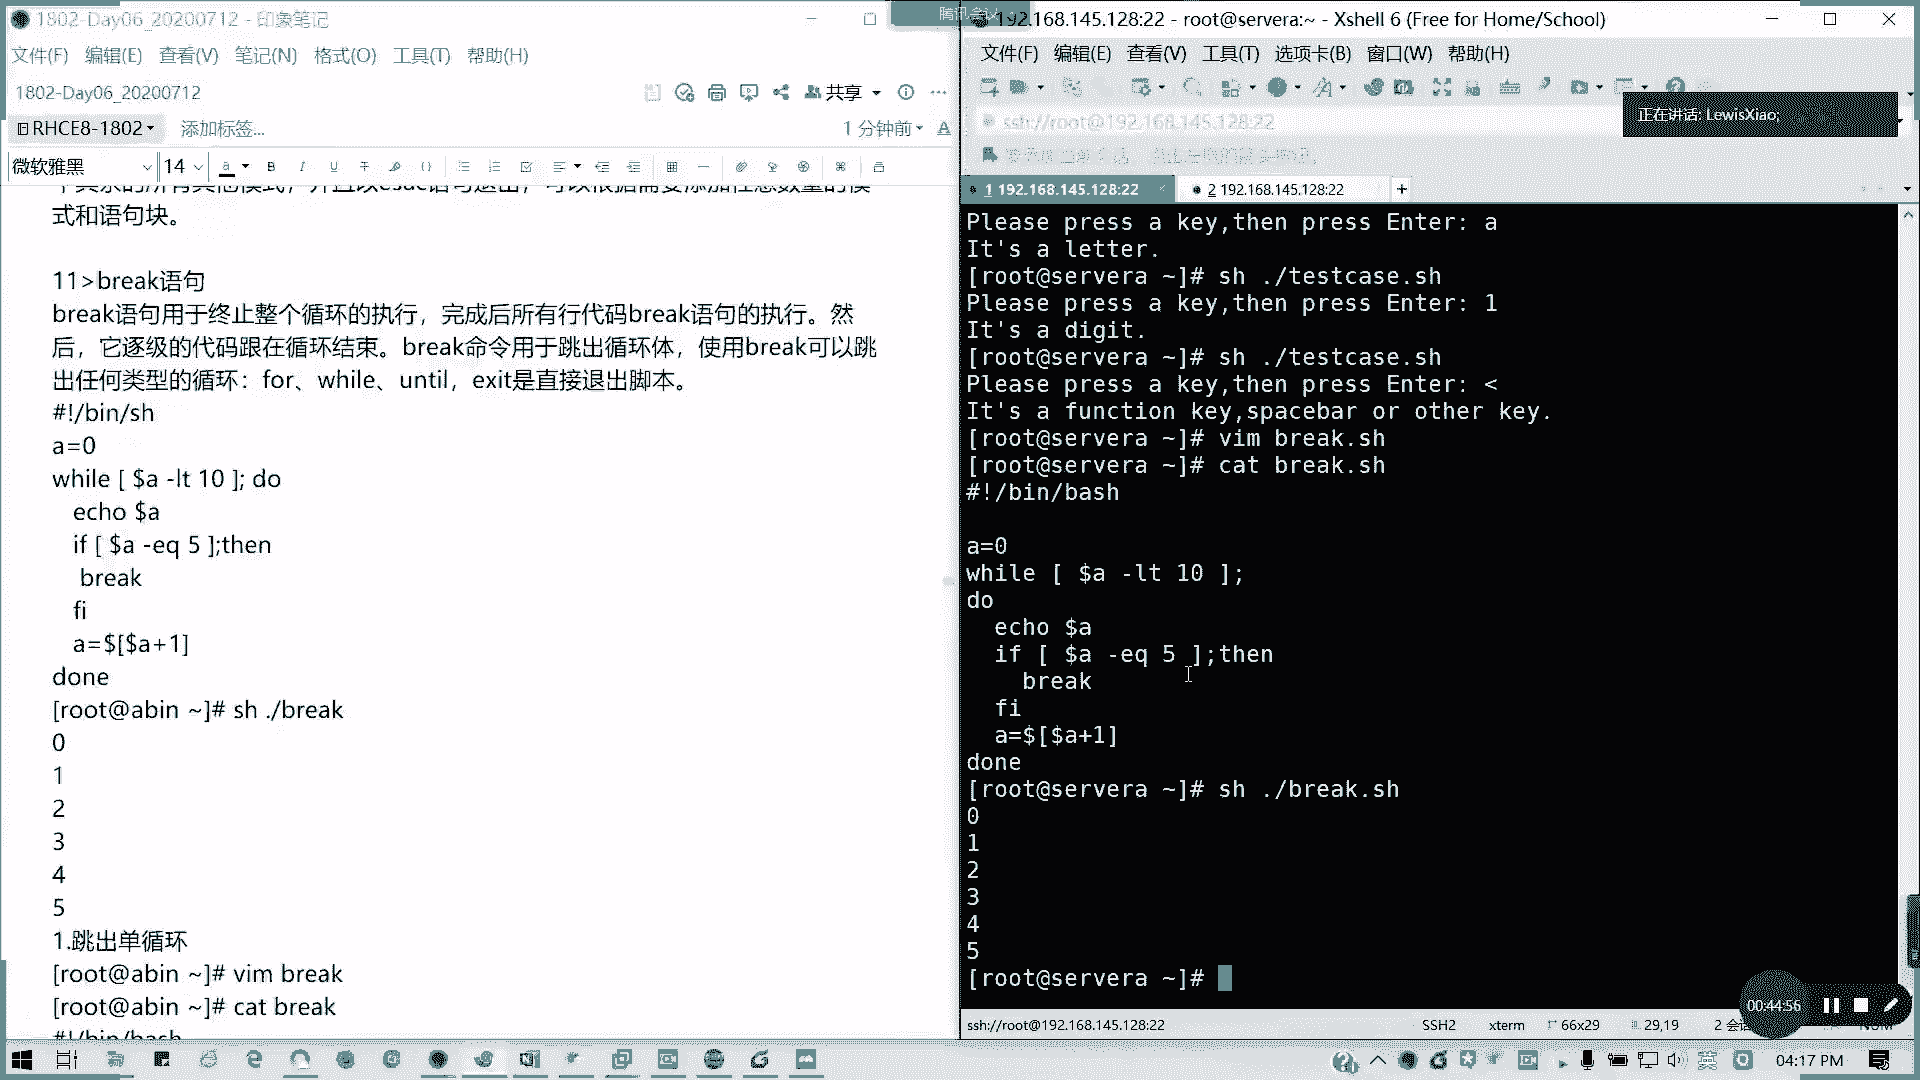 1802-Day06_20200712 - 印象笔记
文件(F) 编辑(E) 查看(V) 笔记(N) 格式(O) 工具(T) 帮助(H)
1802-Day06_20200712
共享
RHCE8-1802
添加标签...
1 分钟前
微软雅黑
14
式和语句块。
11>break语句
break语句用于终止整个循环的执行，完成后所有行代码break语句的执行。然
后，它逐级的代码跟在循环结束。break命令用于跳出循环体，使用break可以跳
出任何类型的循环：for、while、until，exit是直接退出脚本。
#!/bin/sh
a=0
while [ $a -lt 10 ]; do
echo $a
if [ $a -eq 5 ];then
break
fi
a=$[$a+1]
done
[root@abin ~]# sh ./break
0
1
2
3
4
5
1.跳出单循环
[root@abin ~]# vim break
[root@abin ~]# cat break
#!/bin/bash
腾讯会议
192.168.145.128:22 - root@servera:~ - Xshell 6 (Free for Home/School)
文件(F) 编辑(E) 查看(V) 工具(T) 选项卡(B) 窗口(W) 帮助(H)
ssh://root@192.168.145.128:22
正在讲话: LewisXiao;
1 192.168.145.128:22
2 192.168.145.128:22
Please press a key,then press Enter: a
It's a letter.
[root@servera ~]# sh ./testcase.sh
Please press a key,then press Enter: 1
It's a digit.
[root@servera ~]# sh ./testcase.sh
Please press a key,then press Enter: <
It's a function key,spacebar or other key.
[root@servera ~]# vim break.sh
[root@servera ~]# cat break.sh
#!/bin/bash
a=0
while [ $a -lt 10 ];
do
echo $a
if [ $a -eq 5 ];then
break
fi
a=$[$a+1]
done
[root@servera ~]# sh ./break.sh
0
1
2
3
4
5
[root@servera ~]#
00:44:56
ssh://root@192.168.145.128:22
SSH2
xterm
66x29
29,19
NUM
英
04:17 PM